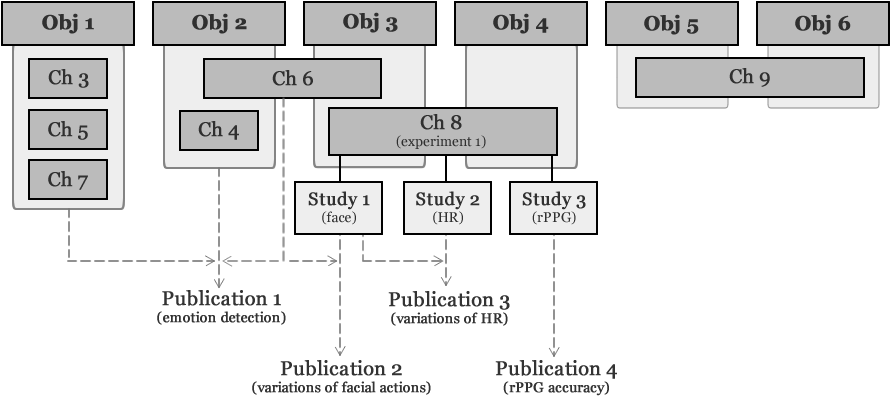 Obj 1
Obj 2
Obj 3
Obj 4
Obj 5
Obj 6
Ch 3
Ch 6
Ch 9
Ch 5
Ch 4
Ch 8
(experiment 1)
Ch 7
Study 1
(face)
Study 2
(HR)
Study 3
(rPPG)
Publication 1
(emotion detection)
Publication 3
(variations of HR)
Publication 2
(variations of facial actions)
Publication 4
(rPPG accuracy)